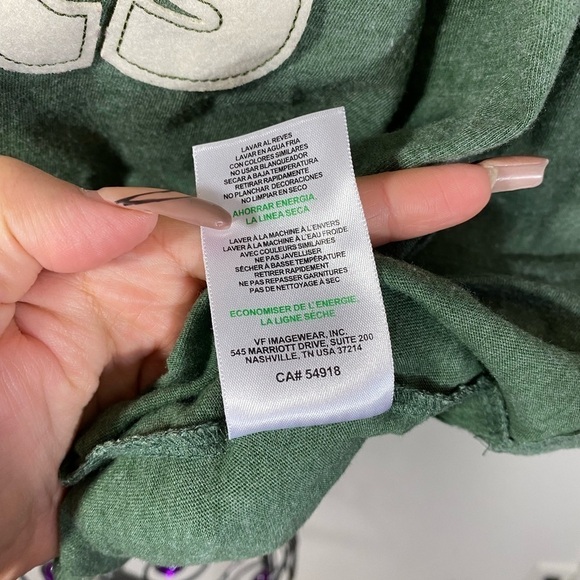 LAVAR AL REVES
LAVAR EN AGUA FRIA
CON COLORES SIMILARES
NO USAR BLANQUEADOR
SECAR A BAJA TEMPERATURA
RETIRAR RAPIDAMENTE
NO PLANCHAR DECORACIONES
NO LIMPIAR EN SECO
AHORRAR ENERGIA.
LA LINEA SECA
LAVER À LA MACHINE À L'ENVERS
LAVER À LA MACHINE À L'EAU FROIDE
AVEC COULEURS SIMILAIRES
NE PAS JAVELLISER
SÉCHER À BASSE TEMPÉRATURE
RETIRER RAPIDEMENT
NE PAS REPASSER GARNITURES
PAS DE NETTOYAGE À SEC
ECONOMISER DE L'ENERGIE.
LA LIGNE SÈCHE
VF IMAGEWEAR, INC.
545 MARRIOTT DRIVE, SUITE 200
NASHVILLE, TN USA 37214
CA# 54918